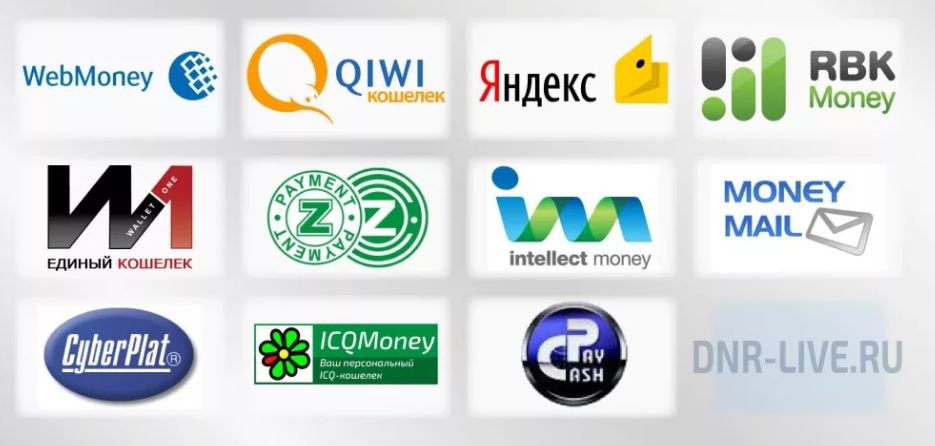 WebMoney
QIWI
кошелек
Яндекс
RBK
Money
WALLET ONE
ЕДИНЫЙ КОШЕЛЕК
PAYMENT
Z
PAYMENT
Z
intellect money
MONEY
MAIL
CyberPlat®
ICQMoney
Ваш персональный
ICQ-кошелек
PAY
CASH
DNR-LIVE.RU